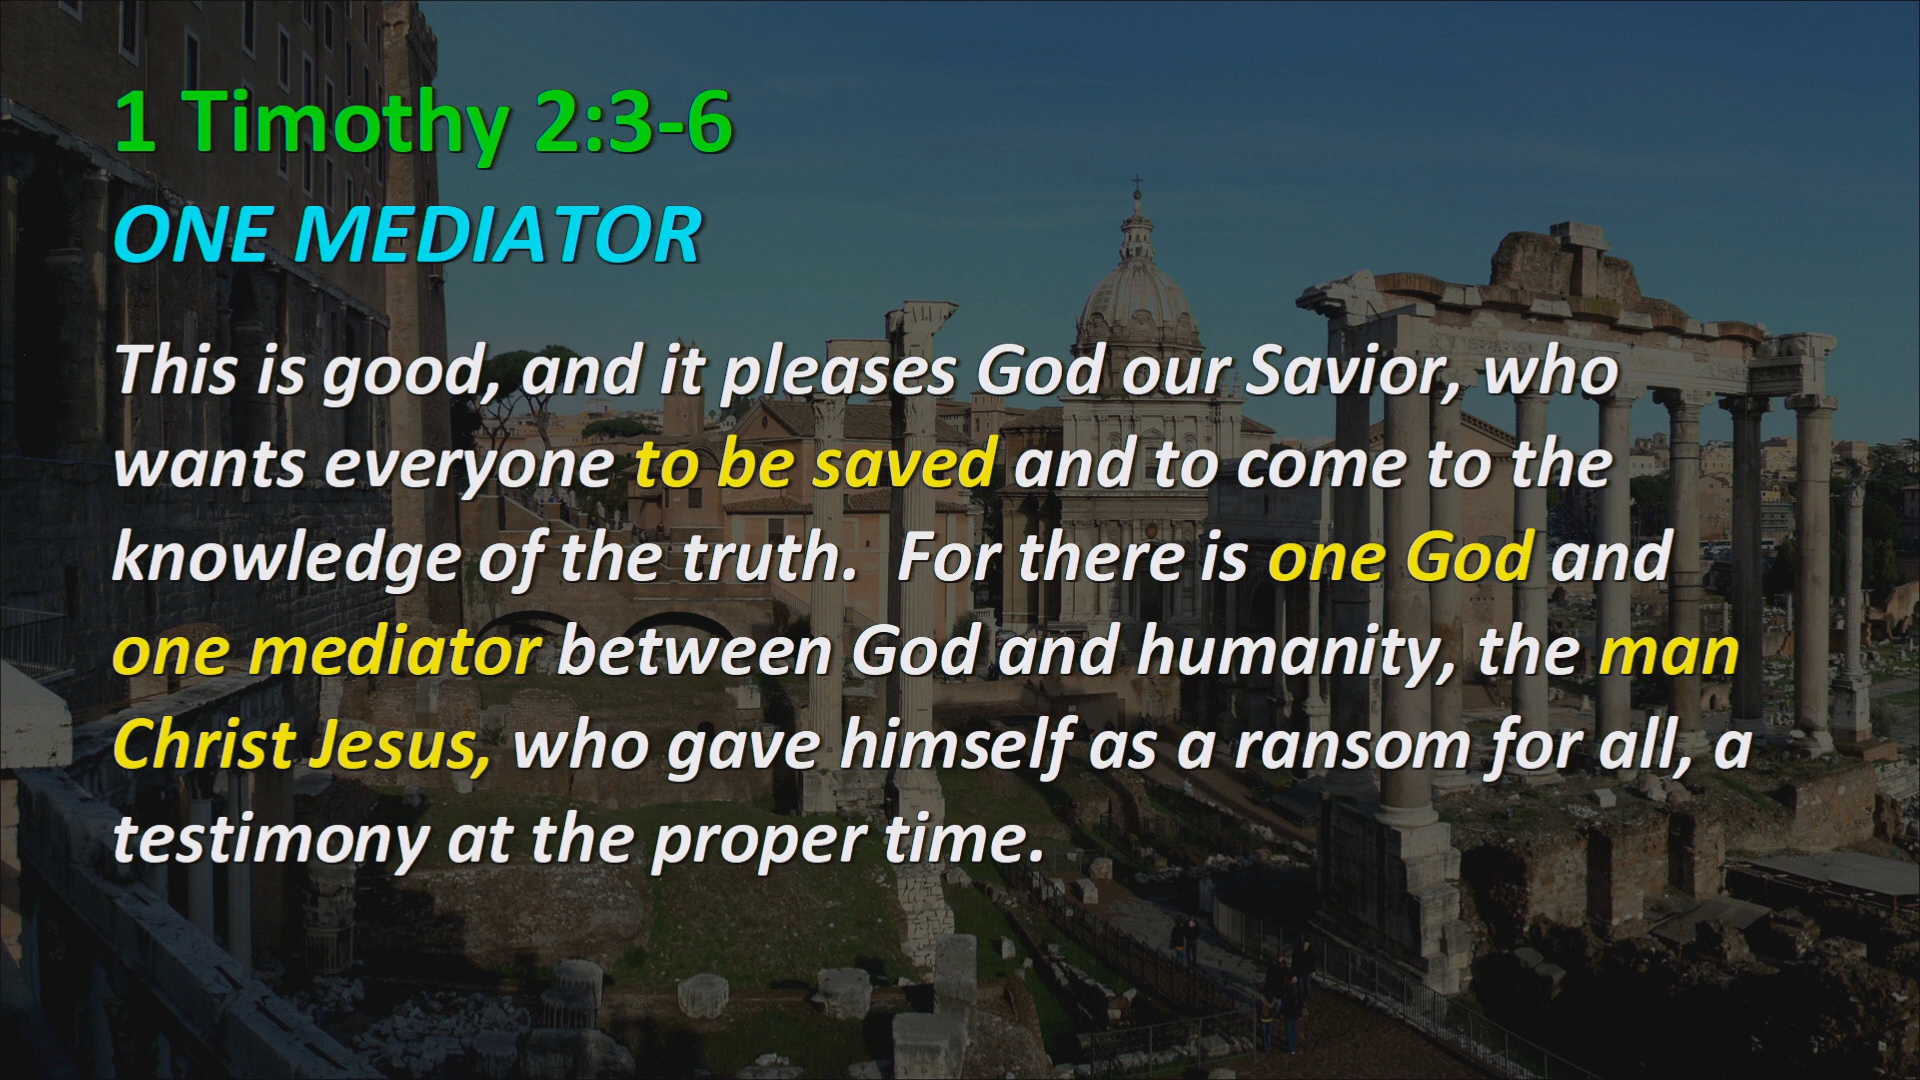 1 Timothy 2:3-6
ONE MEDIATOR
This is good, and it pleases God our Savior, who
wants everyone to be saved and to come to the
knowledge of the truth.  For there is one God and
one mediator between God and humanity, the man
Christ Jesus, who gave himself as a ransom for all, a
testimony at the proper time.